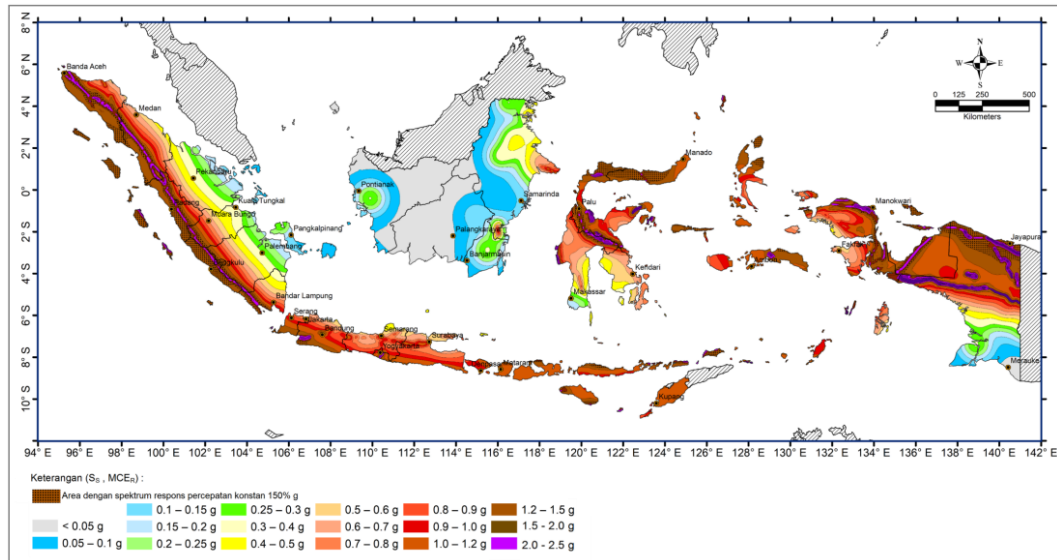 8° N
6° N
4° N
2° N
0°
2° S
4° S
6° S
8° S
10° S
N
W E
S
0 125 250 500
Kilometers
Banda Aceh
Medan
Pekanbaru
Kuala Tungkal
Padang
Muara Bungo
Pangkalpinang
Palembang
Bengkulu
Bandar Lampung
Serang
Jakarta
Bandung
Semarang
Surabaya
Yogyakarta
Denpasar
Mataram
Kupang
Pontianak
Samarinda
Palangkaraya
Banjarmasin
Manado
Palu
Kendari
Makassar
Ambon
Manokwari
Fakfak
Jayapura
Merauke
94° E 96° E 98° E 100° E 102° E 104° E 106° E 108° E 110° E 112° E 114° E 116° E 118° E 120° E 122° E 124° E 126° E 128° E 130° E 132° E 134° E 136° E 138° E 140° E 142° E
Keterangan (SS , MCER) :
Area dengan spektrum respons percepatan konstan 150% g
0.1 – 0.15 g 0.25 – 0.3 g 0.5 – 0.6 g 0.8 – 0.9 g 1.2 – 1.5 g
< 0.05 g 0.15 – 0.2 g 0.3 – 0.4 g 0.6 – 0.7 g 0.9 – 1.0 g 1.5 - 2.0 g
0.05 – 0.1 g 0.2 – 0.25 g 0.4 – 0.5 g 0.7 – 0.8 g 1.0 – 1.2 g 2.0 - 2.5 g